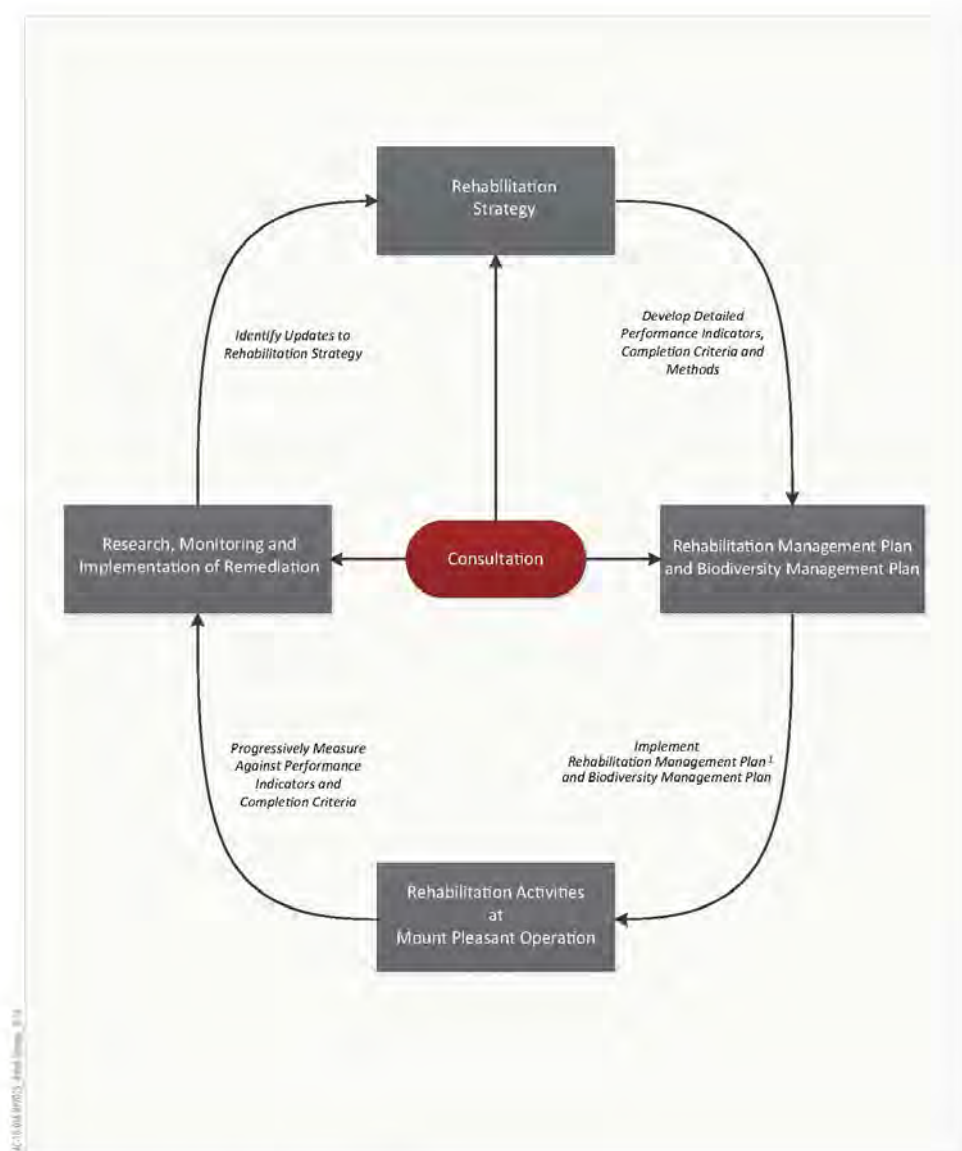 Rehabilitation
Strategy
Identify Updates to
Rehabilitation Strategy
Develop Detailed
Performance Indicators,
Completion Criteria and
Methods
Research, Monitoring and
Implementation of Remediation
Consultation
Rehabilitation Management Plan
and Biodiversity Management Plan
Progressively Measure
Against Performance
Indicators and
Completion Criteria
Implement
Rehabilitation Management Plan¹
and Biodiversity Management Plan
Rehabilitation Activities
at
Mount Pleasant Operation